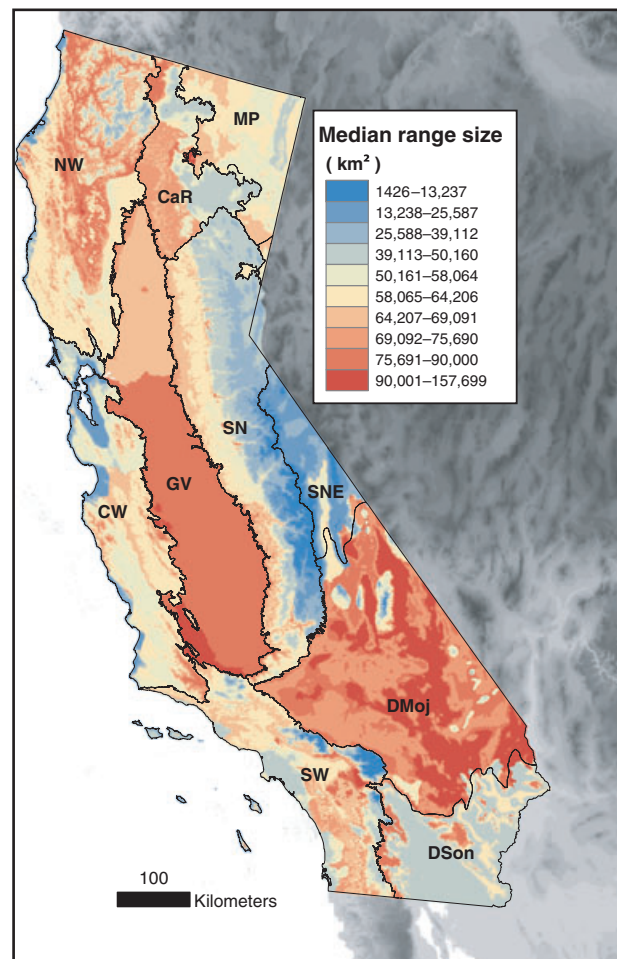 NW
MP
CaR
Median range size
( km² )
1426–13,237
13,238–25,587
25,588–39,112
39,113–50,160
50,161–58,064
58,065–64,206
64,207–69,091
69,092–75,690
75,691–90,000
90,001–157,699
SN
SNE
GV
CW
DMoj
SW
DSon
100
Kilometers